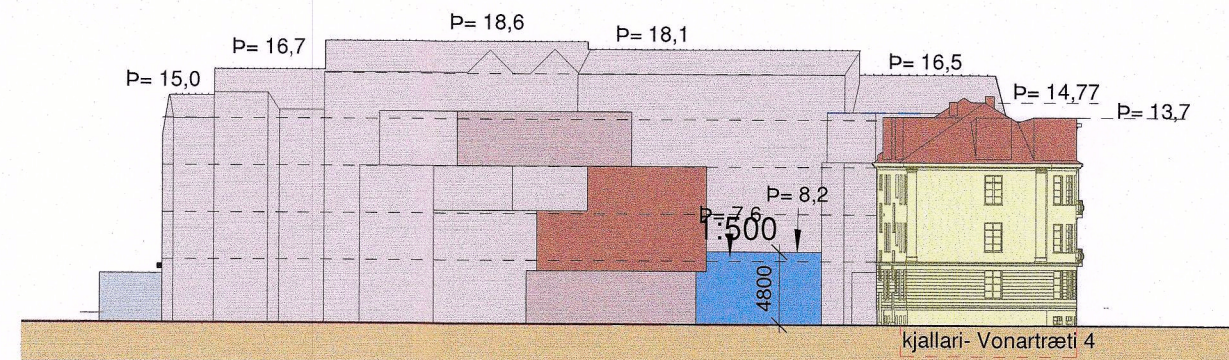 Þ= 18,6
Þ= 18,1
Þ= 16,7
Þ= 15,0
Þ= 16,5
Þ= 14,77
Þ= 13,7
Þ= 8,2
Þ= 7,6
1:500
4800
kjallari- Vonartræti 4